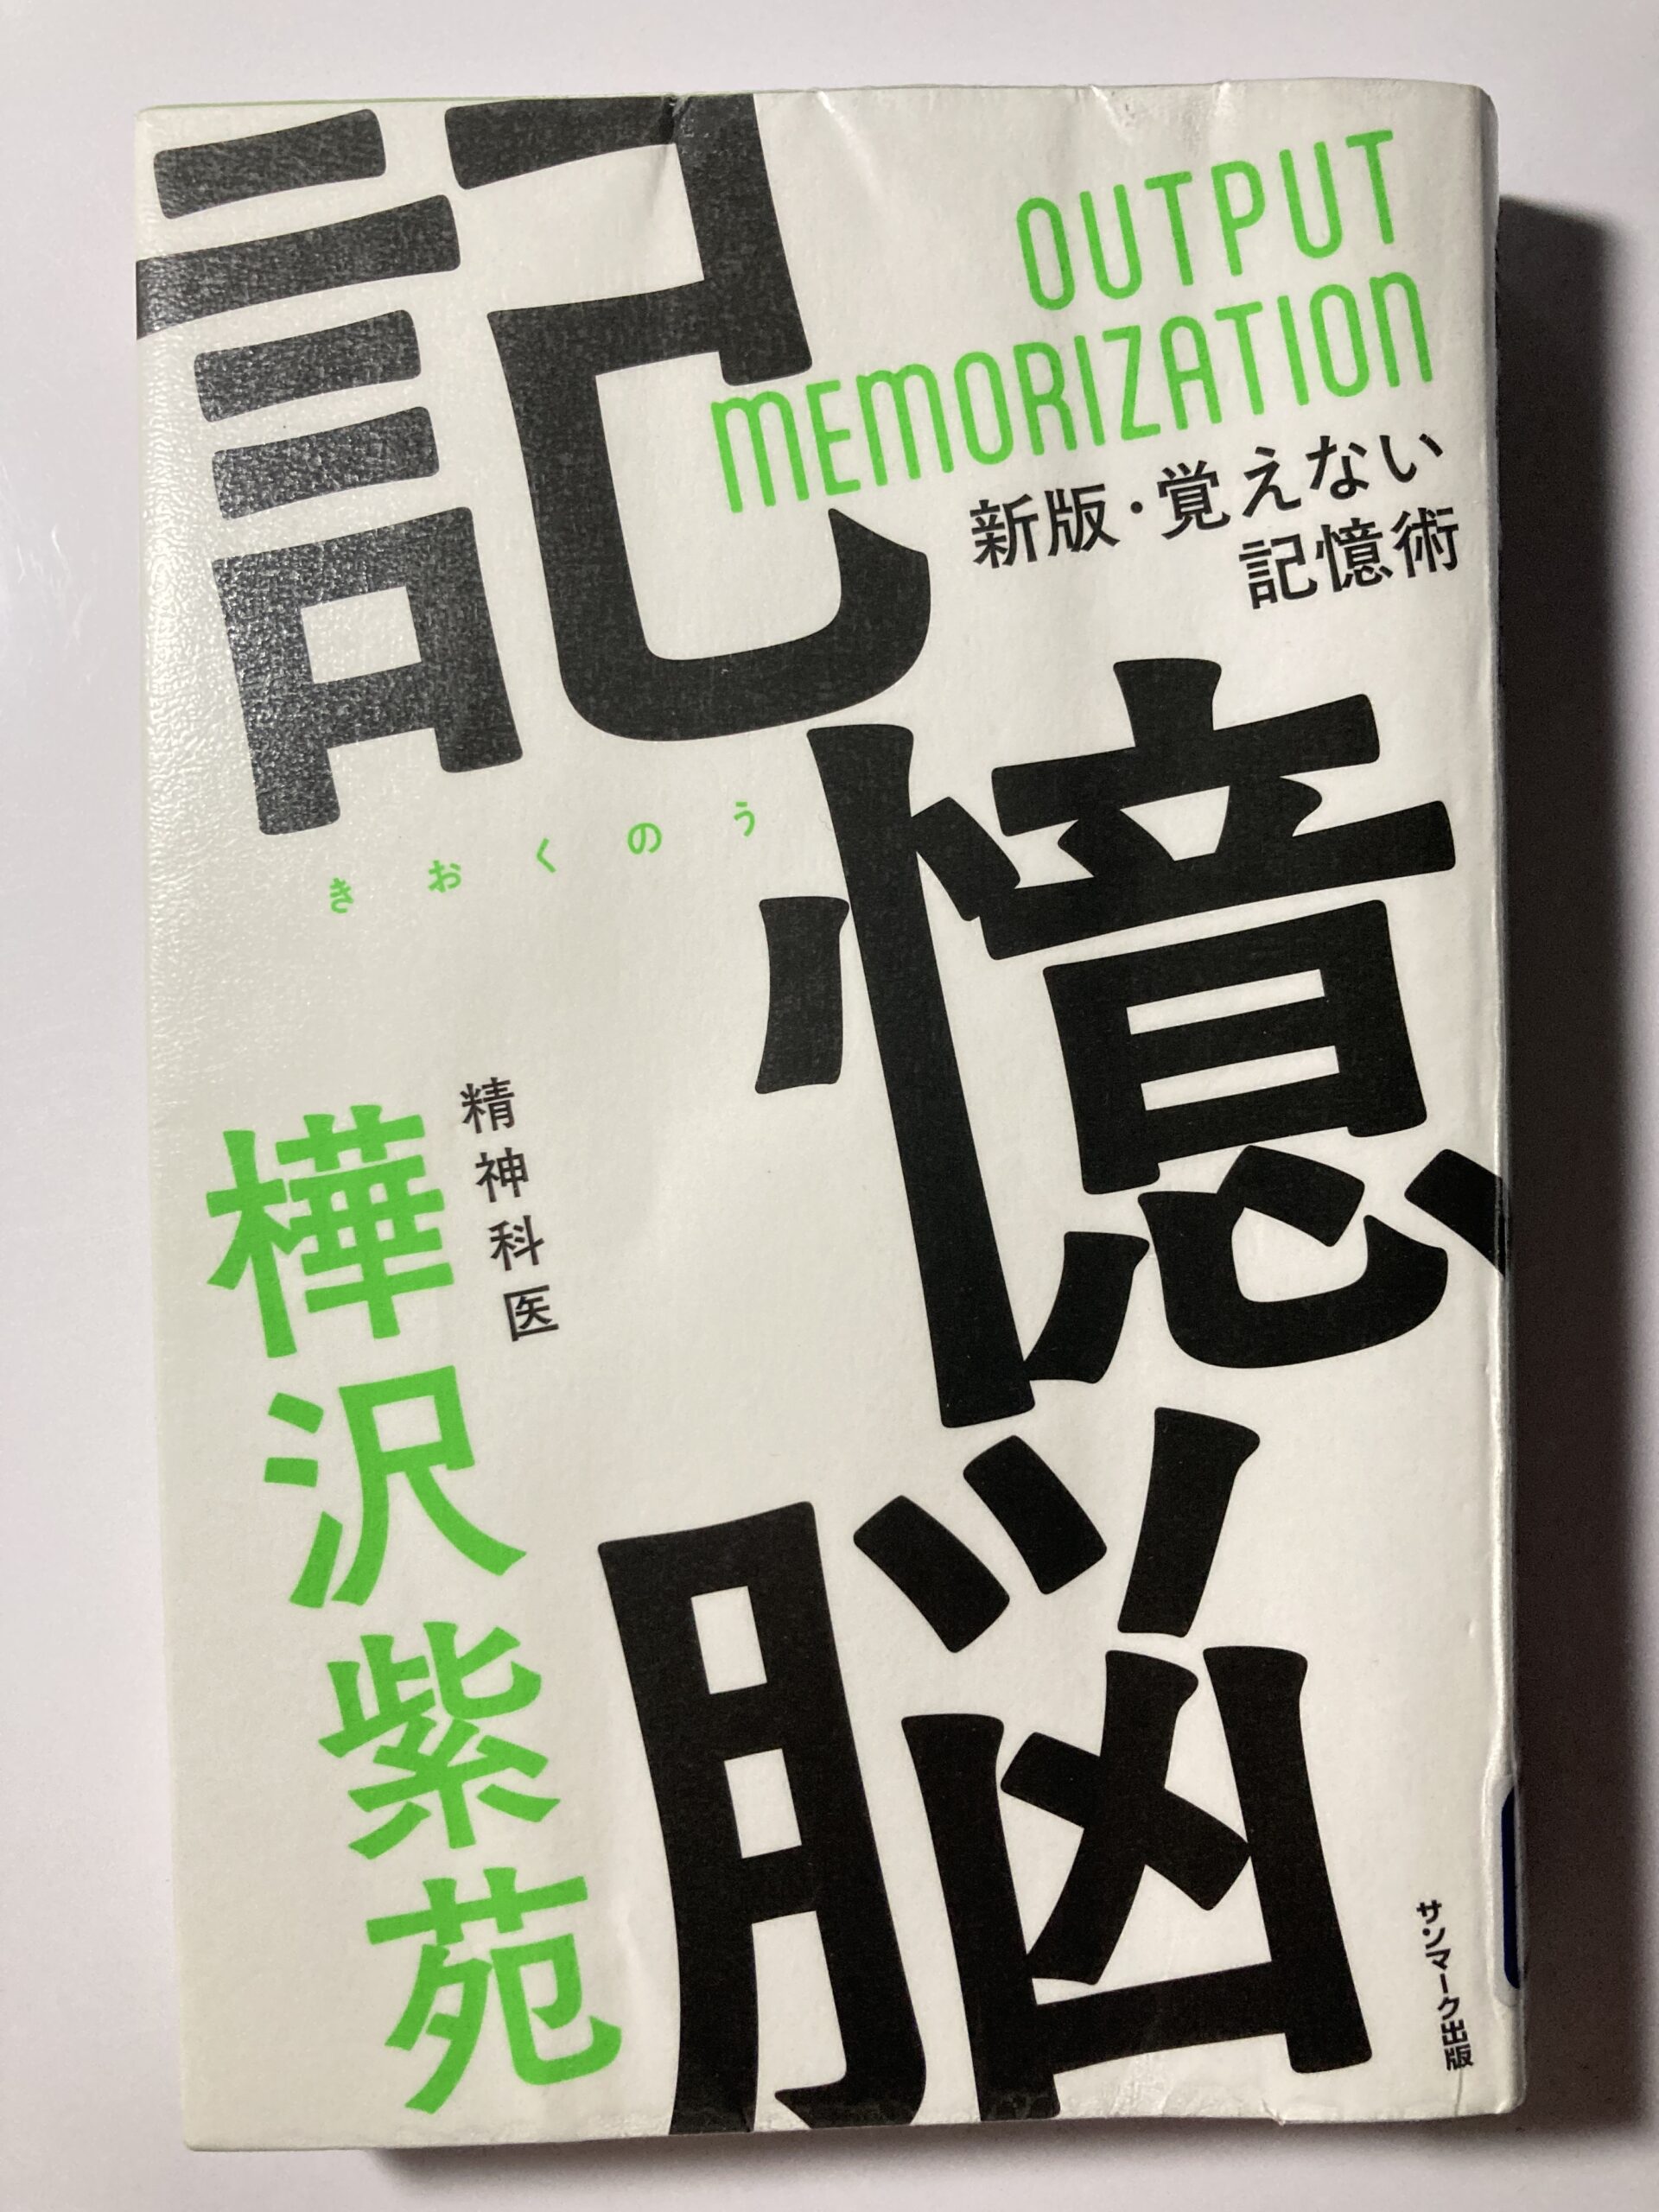 記憶脳
OUTPUT
MEMORIZATION
新版・覚えない
記憶術
きおくのう
精神科医
樺沢紫苑
サンマーク出版